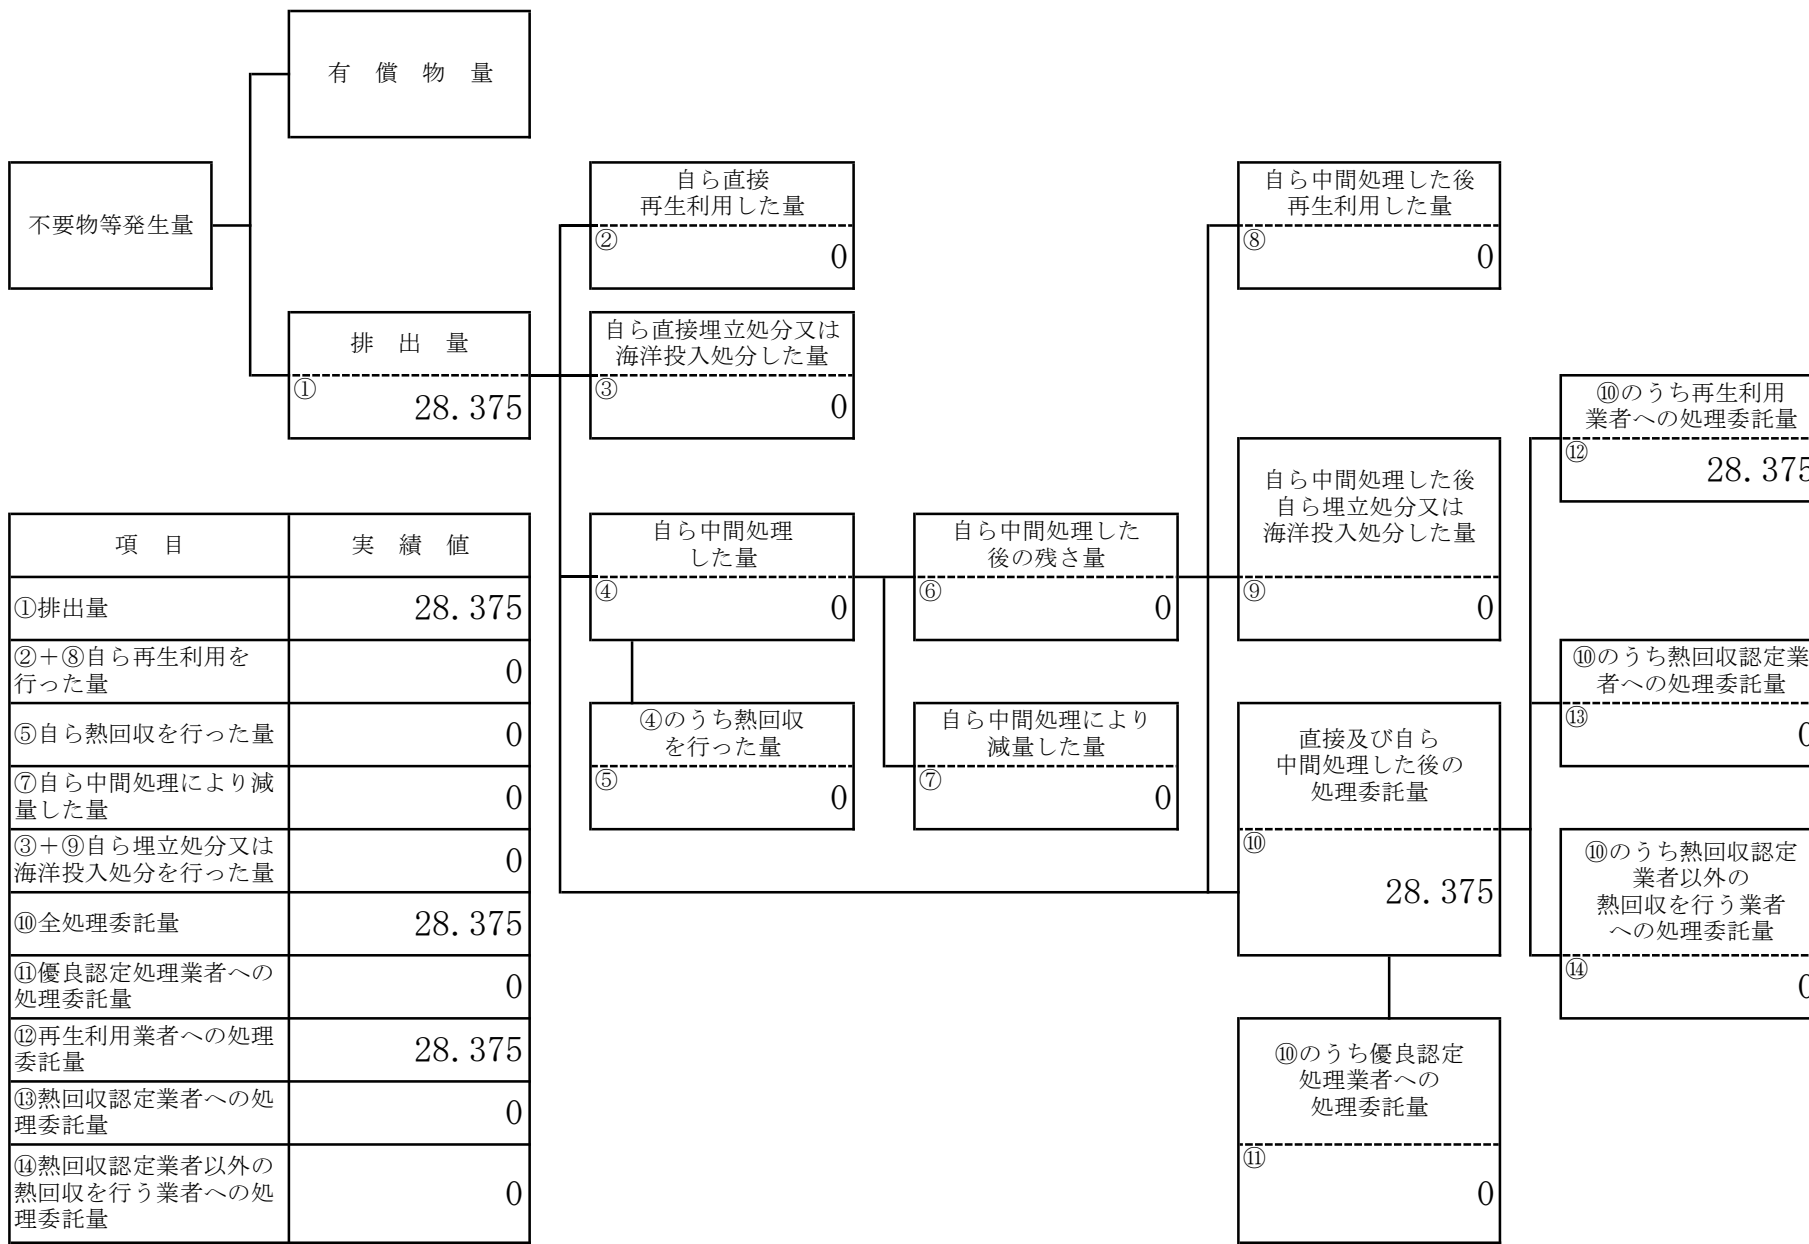 有　償　物　量
不要物等発生量
排　出　量
①
28.375
自ら直接
再生利用した量
②
0
自ら直接埋立処分又は
海洋投入処分した量
③
0
自ら中間処理
した量
④
0
④のうち熱回収
を行った量
⑤
0
自ら中間処理した
後の残さ量
⑥
0
自ら中間処理により
減量した量
⑦
0
自ら中間処理した後
再生利用した量
⑧
0
自ら中間処理した後
自ら埋立処分又は
海洋投入処分した量
⑨
0
直接及び自ら
中間処理した後の
処理委託量
⑩
28.375
⑩のうち優良認定
処理業者への
処理委託量
⑪
0
⑩のうち再生利用
業者への処理委託量
⑫
28.375
⑩のうち熱回収認定業
者への処理委託量
⑬
0
⑩のうち熱回収認定
業者以外の
熱回収を行う業者
への処理委託量
⑭
0
項　目　実　績　値
①排出量　28.375
②＋⑧自ら再生利用を
行った量　0
⑤自ら熱回収を行った量　0
⑦自ら中間処理により減
量した量　0
③＋⑨自ら埋立処分又は
海洋投入処分を行った量　0
⑩全処理委託量　28.375
⑪優良認定処理業者への
処理委託量　0
⑫再生利用業者への処理
委託量　28.375
⑬熱回収認定業者への処
理委託量　0
⑭熱回収認定業者以外の
熱回収を行う業者への処
理委託量　0